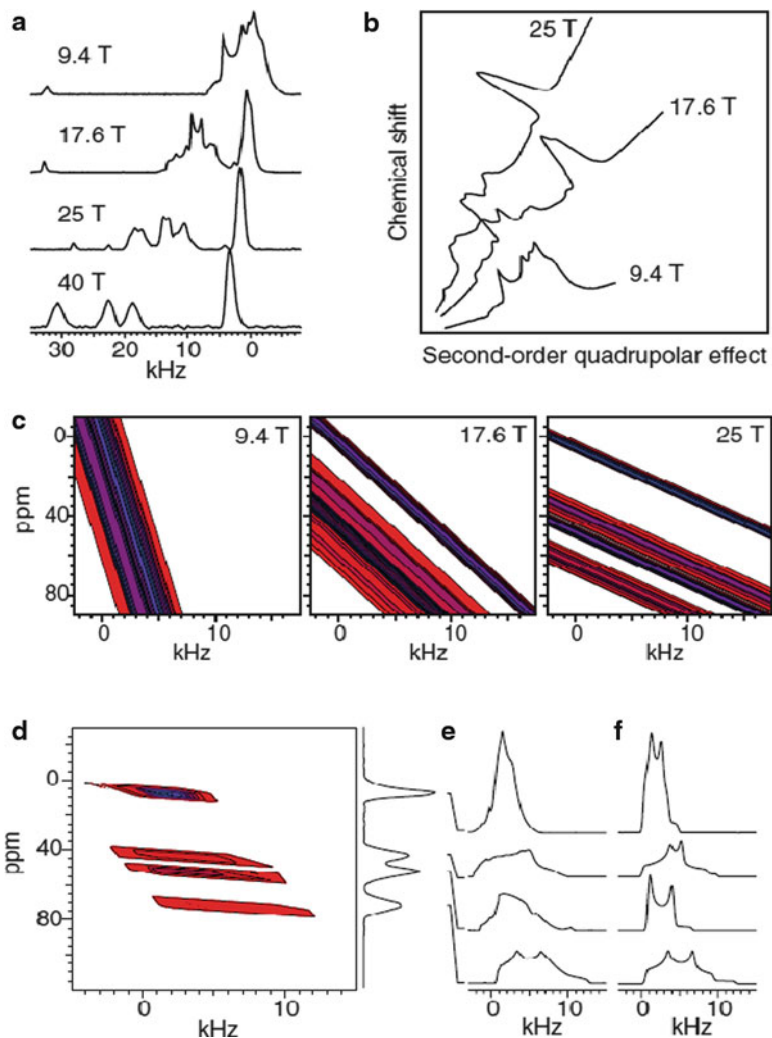 a
9.4 T
17.6 T
25 T
40 T
30 20 10 0
kHz
b
25 T
17.6 T
9.4 T
Chemical shift
Second-order quadrupolar effect
c
9.4 T
17.6 T
25 T
0
40
80
ppm
0 10
kHz
0 10
kHz
0 10
kHz
d
0
40
80
ppm
0 10
kHz
e
0 10
kHz
f
0 10
kHz